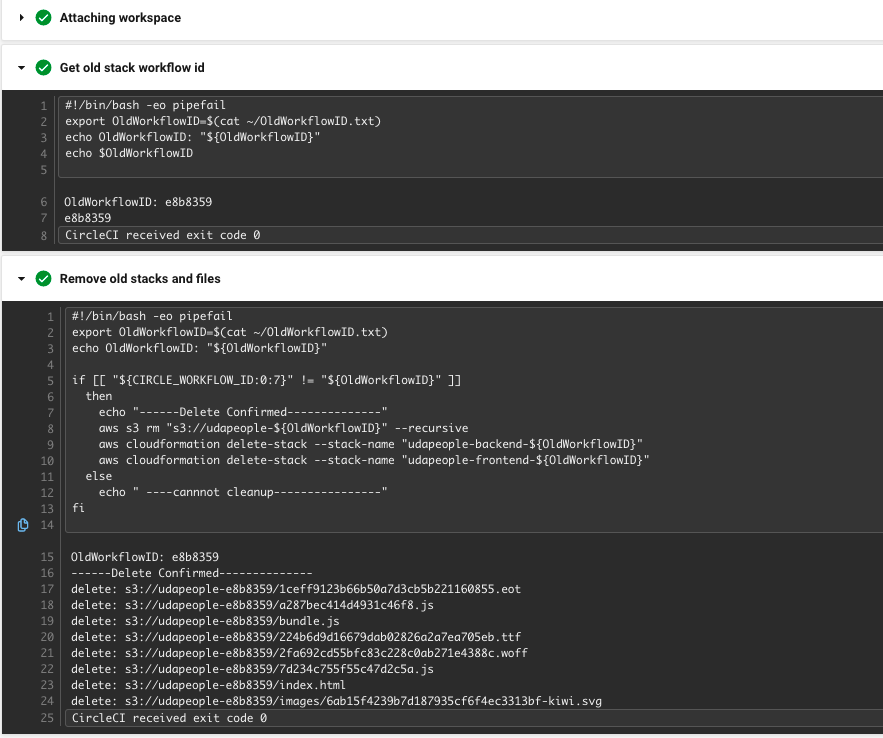 Attaching workspace
Get old stack workflow id
1 #!/bin/bash -eo pipefail
2 export OldWorkflowID=$(cat ~/OldWorkflowID.txt)
3 echo OldWorkflowID: "${OldWorkflowID}"
4 echo $OldWorkflowID
5
6 OldWorkflowID: e8b8359
7 e8b8359
8 CircleCI received exit code 0
Remove old stacks and files
1 #!/bin/bash -eo pipefail
2 export OldWorkflowID=$(cat ~/OldWorkflowID.txt)
3 echo OldWorkflowID: "${OldWorkflowID}"
4
5 if [[ "${CIRCLE_WORKFLOW_ID:0:7}" != "${OldWorkflowID}" ]]
6 then
7 echo "------Delete Confirmed--------------"
8 aws s3 rm "s3://udapeople-${OldWorkflowID}" --recursive
9 aws cloudformation delete-stack --stack-name "udapeople-backend-${OldWorkflowID}"
10 aws cloudformation delete-stack --stack-name "udapeople-frontend-${OldWorkflowID}"
11 else
12 echo " ----cannnot cleanup----------------"
13 fi
14
15 OldWorkflowID: e8b8359
16 ------Delete Confirmed--------------
17 delete: s3://udapeople-e8b8359/1ceff9123b66b50a7d3cb5b221160855.eot
18 delete: s3://udapeople-e8b8359/a287bec414d4931c46f8.js
19 delete: s3://udapeople-e8b8359/bundle.js
20 delete: s3://udapeople-e8b8359/224b6d9d16679dab02826a2a7ea705eb.ttf
21 delete: s3://udapeople-e8b8359/2fa692cd55bfc83c228c0ab271e4388c.woff
22 delete: s3://udapeople-e8b8359/7d234c755f55c47d2c5a.js
23 delete: s3://udapeople-e8b8359/index.html
24 delete: s3://udapeople-e8b8359/images/6ab15f4239b7d187935cf6f4ec3313bf-kiwi.svg
25 CircleCI received exit code 0